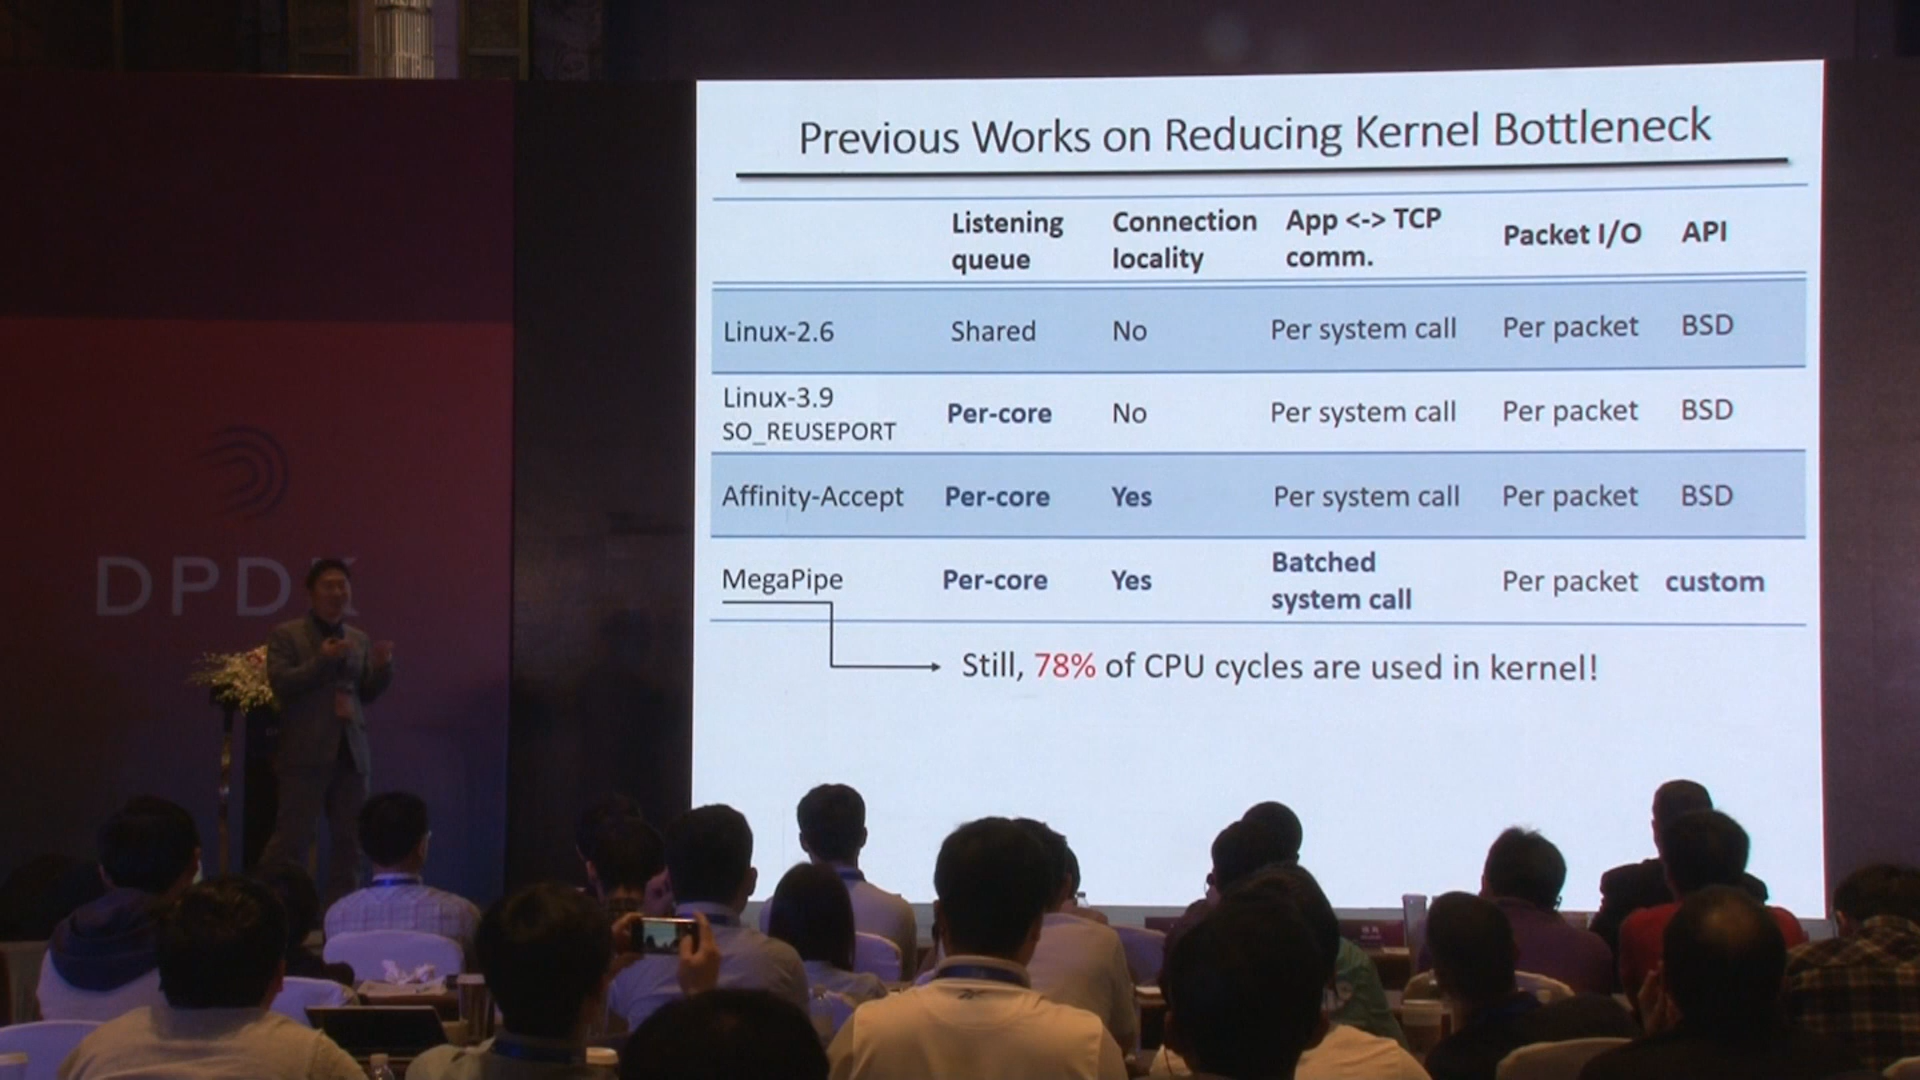 Previous Works on Reducing Kernel Bottleneck
Listening queue Connection locality App <-> TCP comm. Packet I/O API
Linux-2.6 Shared No Per system call Per packet BSD
Linux-3.9 SO_REUSEPORT Per-core No Per system call Per packet BSD
Affinity-Accept Per-core Yes Per system call Per packet BSD
MegaPipe Per-core Yes Batched system call Per packet custom
Still, 78% of CPU cycles are used in kernel!
DPDK